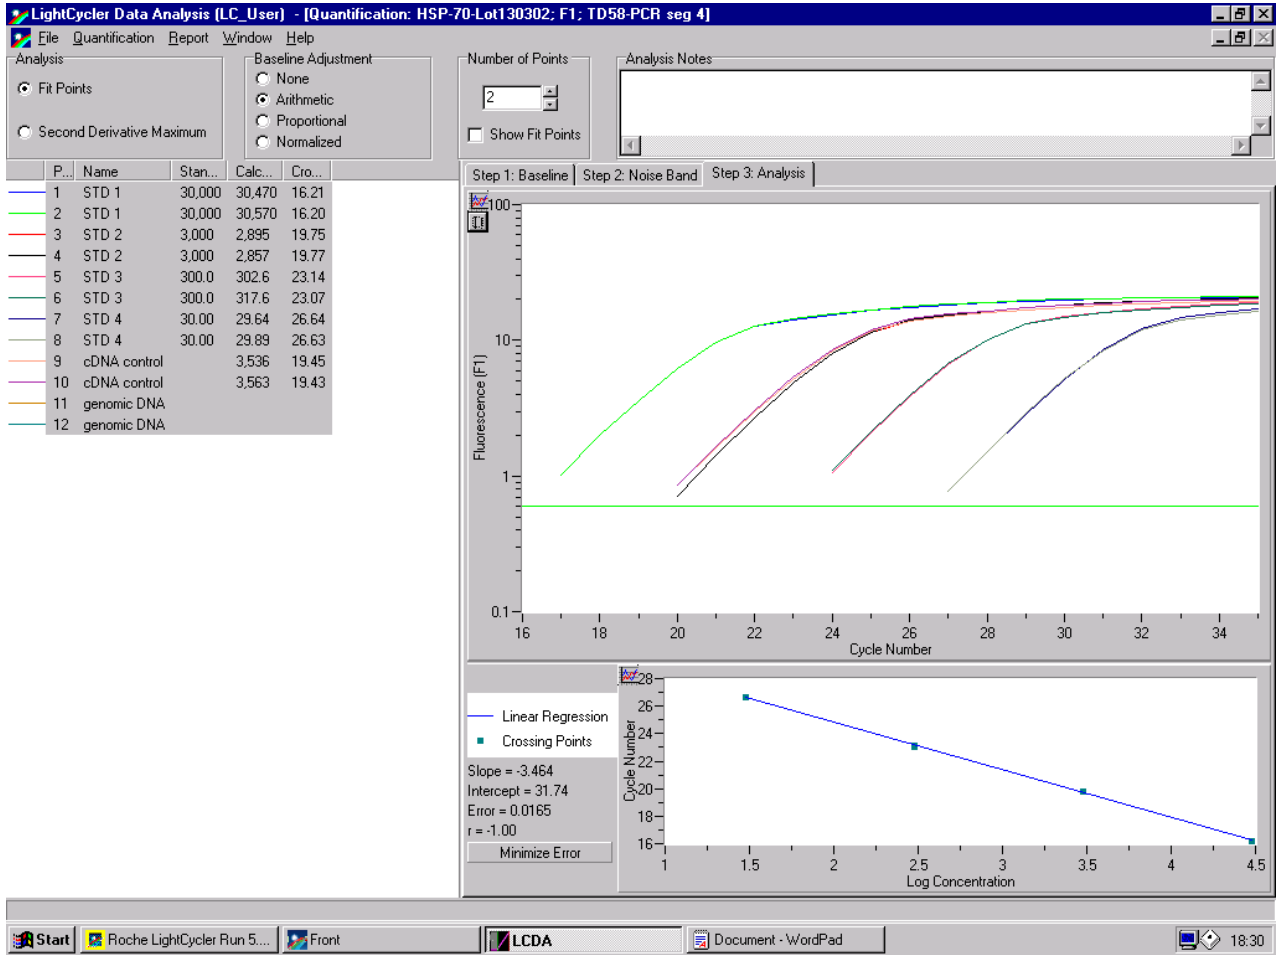 LightCycler Data Analysis (LC_User) - [Quantification: HSP-70-Lot130302; F1; TD58-PCR seg 4]
File Quantification Report Window Help
Analysis
Fit Points
Second Derivative Maximum
Baseline Adjustment
None
Arithmetic
Proportional
Normalized
Number of Points
2
Show Fit Points
Analysis Notes
P... Name Stan... Calc... Cro...
1 STD 1 30,000 30,470 16.21
2 STD 1 30,000 30,570 16.20
3 STD 2 3,000 2,895 19.75
4 STD 2 3,000 2,857 19.77
5 STD 3 300.0 302.6 23.14
6 STD 3 300.0 317.6 23.07
7 STD 4 30.00 29.64 26.64
8 STD 4 30.00 29.89 26.63
9 cDNA control 3,536 19.45
10 cDNA control 3,563 19.43
11 genomic DNA
12 genomic DNA
Step 1: Baseline Step 2: Noise Band Step 3: Analysis
100
10
1
0.1
Fluorescence (F1)
16 18 20 22 24 26 28 30 32 34
Cycle Number
Linear Regression
Crossing Points
Slope = -3.464
Intercept = 31.74
Error = 0.0165
r = -1.00
Minimize Error
28
26
24
22
20
18
16
Cycle Number
1 1.5 2 2.5 3 3.5 4 4.5
Log Concentration
Start Roche LightCycler Run 5.... Front LCDA Document - WordPad 18:30